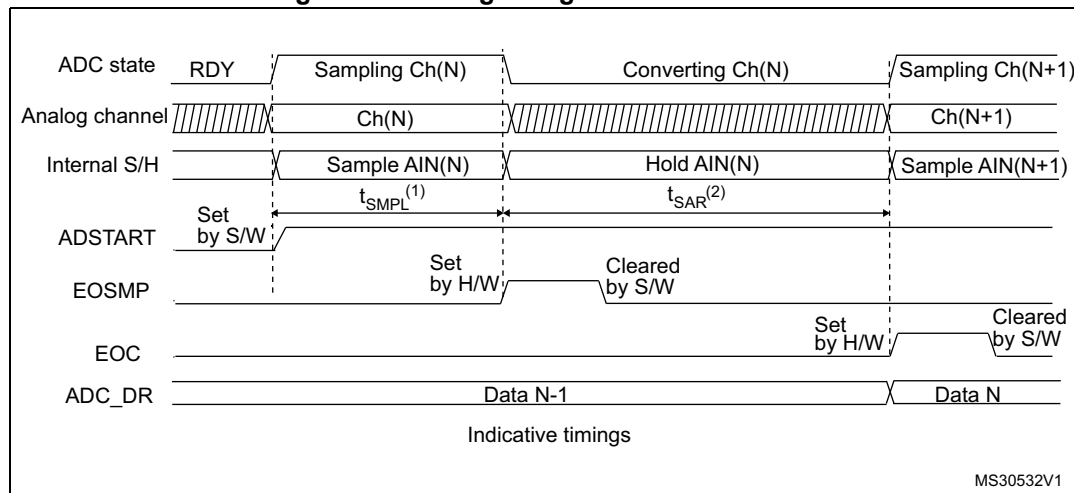 ADC state RDY Sampling Ch(N) Converting Ch(N) Sampling Ch(N+1)
Analog channel Ch(N) Ch(N+1)
Internal S/H Sample AIN(N) Hold AIN(N) Sample AIN(N+1)
tSMPL(1) tSAR(2)
Set
by S/W
ADSTART
Set
by H/W
Cleared
by S/W
EOSMP
Set
by H/W
Cleared
by S/W
EOC
ADC_DR Data N-1 Data N
Indicative timings
MS30532V1